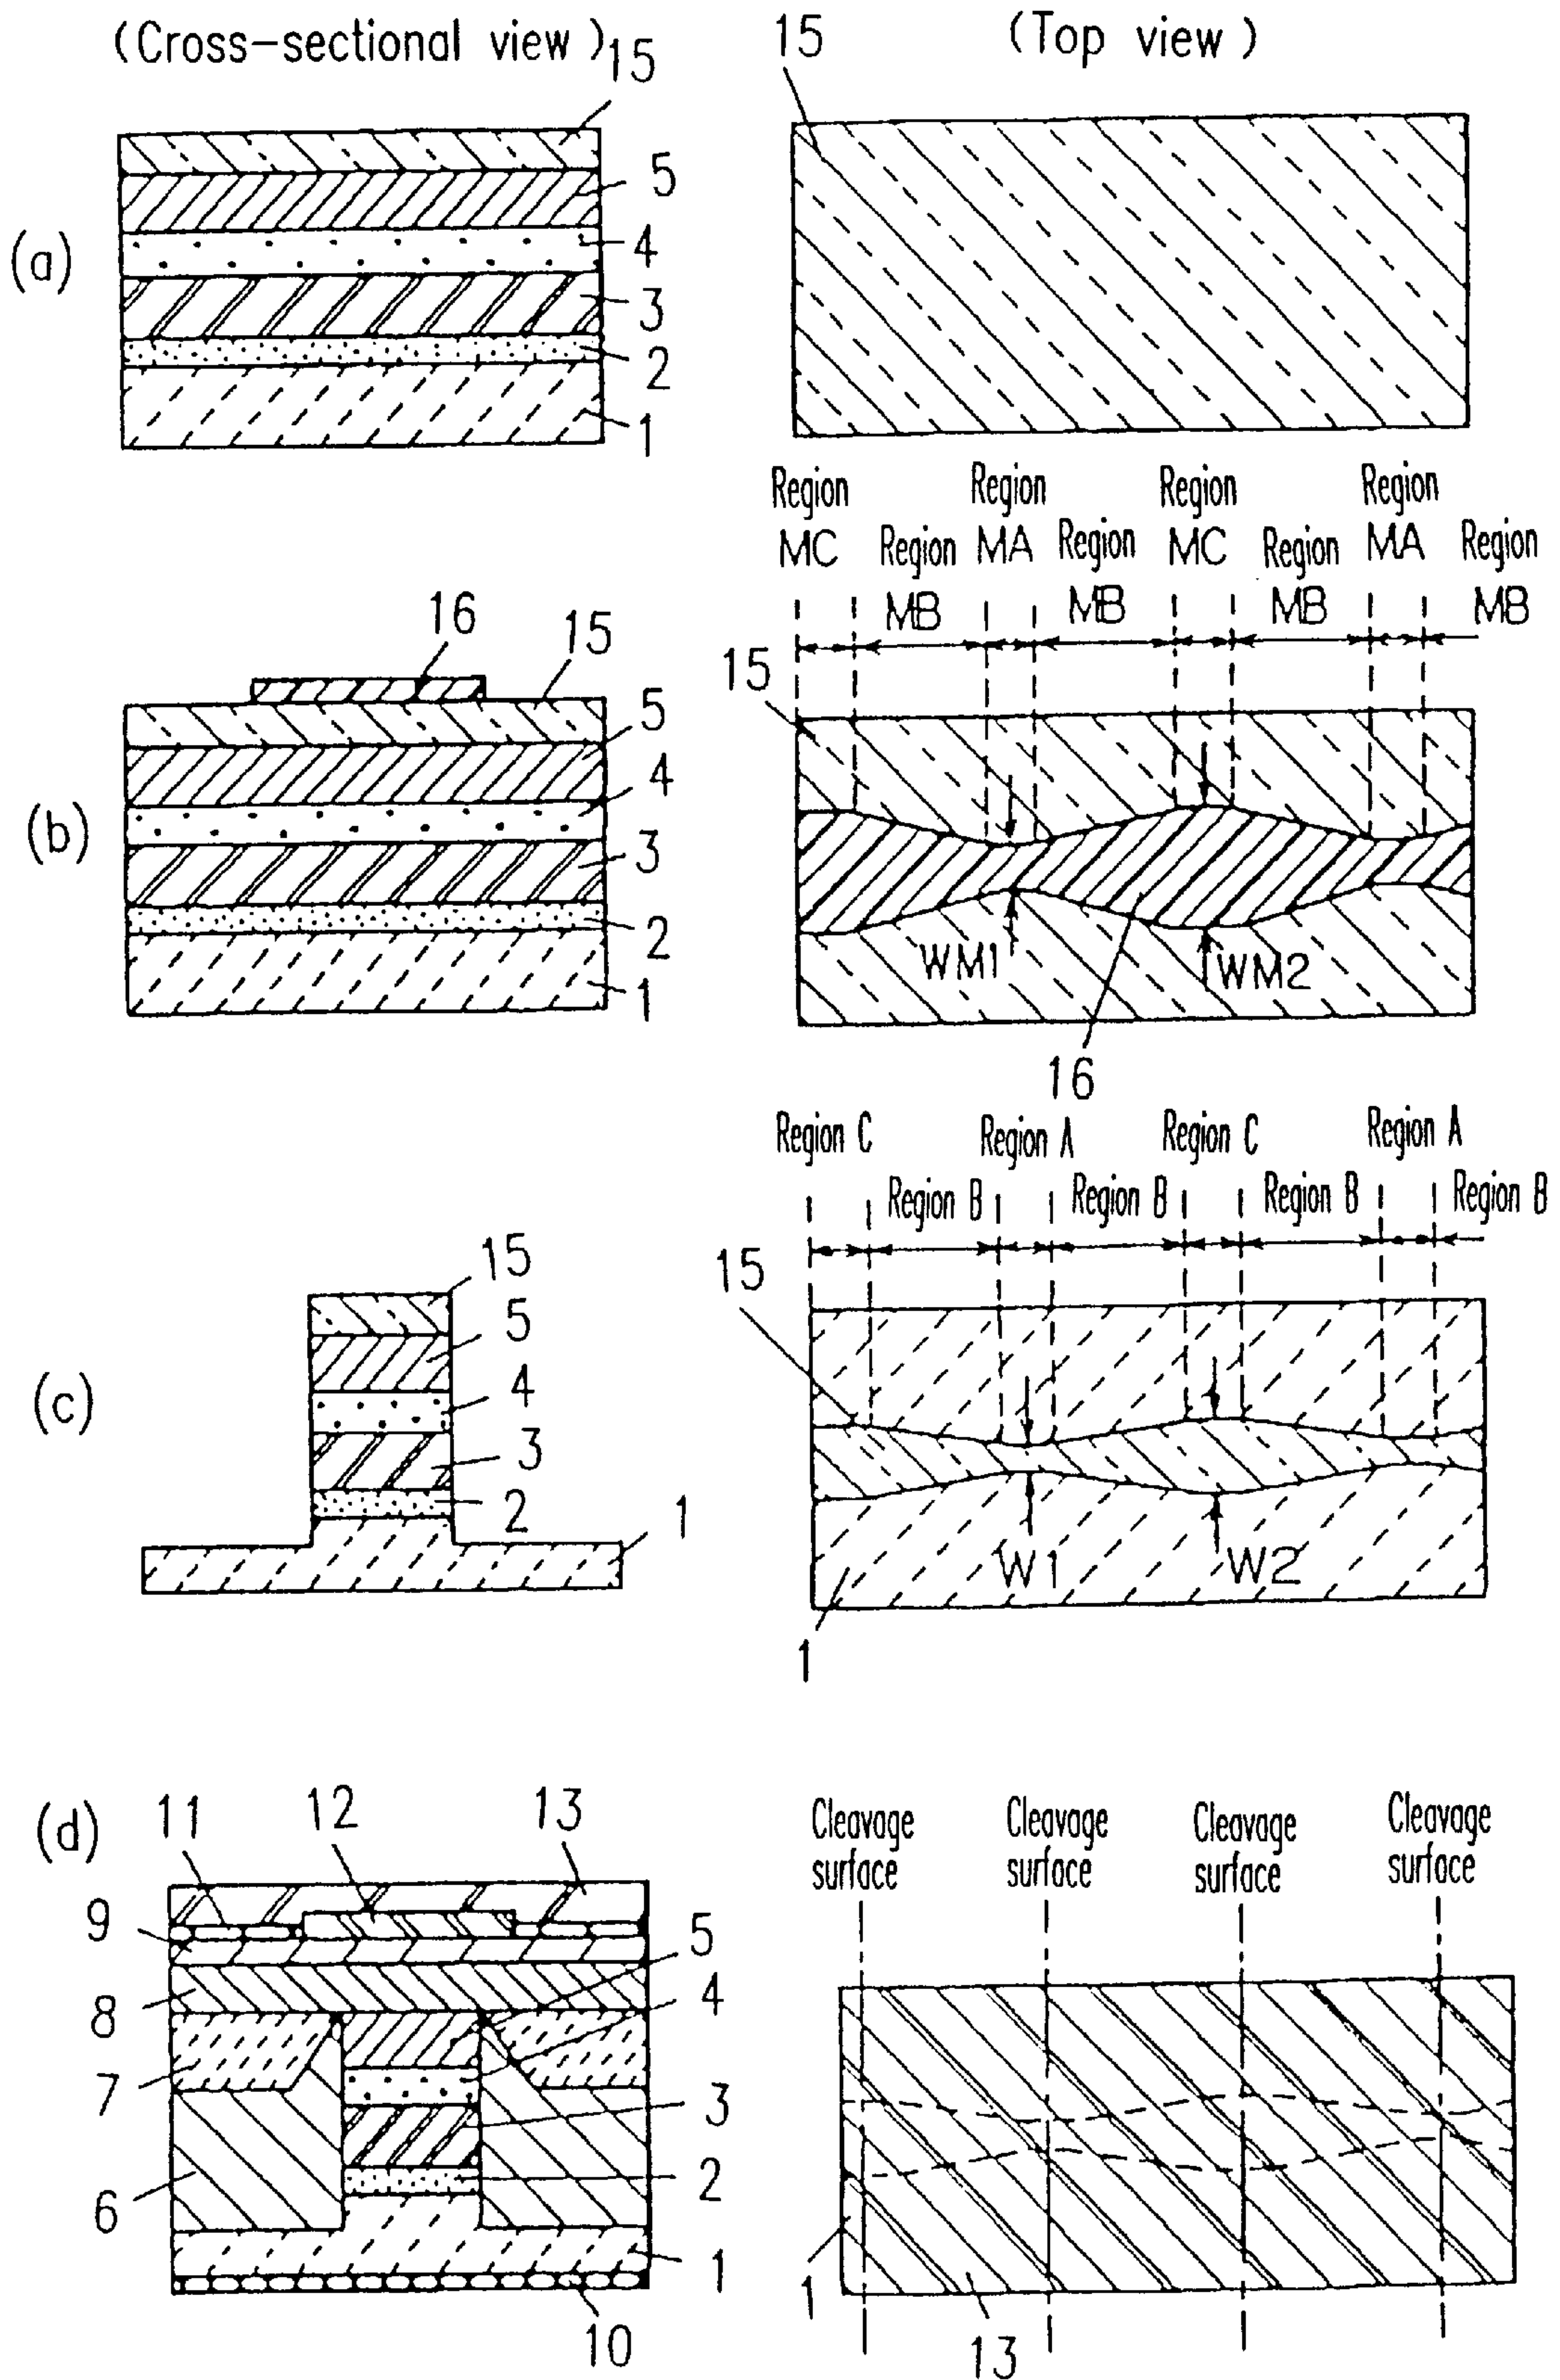 (Cross-sectional view)
(Top view)
15
15
5
4
3
2
1
(a)
Region MC
Region MB
Region MA
Region MB
Region MC
Region MB
Region MA
Region MB
16
15
5
4
3
2
1
(b)
15
WM1
WM2
16
Region C
Region B
Region A
Region B
Region C
Region B
Region A
Region B
15
5
4
3
2
1
(c)
15
W1
W2
1
(d)
11
12
13
9
8
7
6
5
4
3
2
1
10
Cleavage
surface
Cleavage
surface
Cleavage
surface
Cleavage
surface
1
13